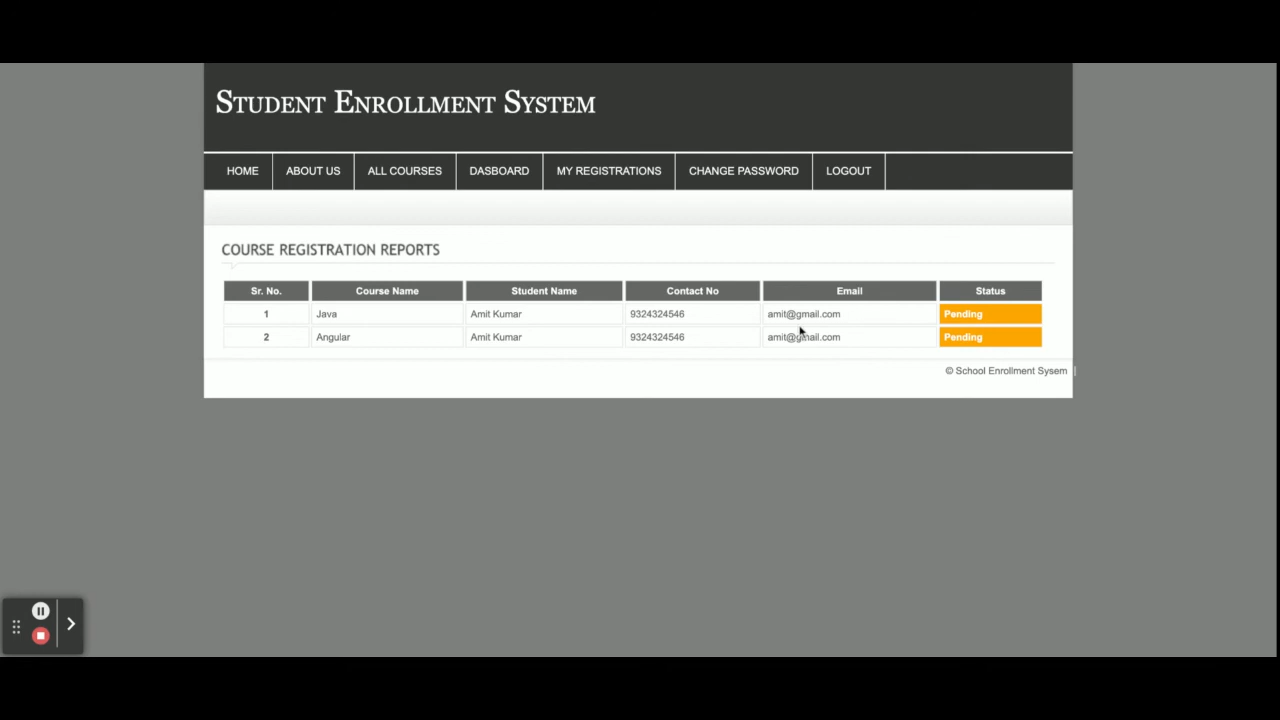 Student Enrollment System
HOME ABOUT US ALL COURSES DASBOARD MY REGISTRATIONS CHANGE PASSWORD LOGOUT
COURSE REGISTRATION REPORTS
Sr. No. Course Name Student Name Contact No Email Status
1 Java Amit Kumar 9324324546 amit@gmail.com Pending
2 Angular Amit Kumar 9324324546 amit@gmail.com Pending
© School Enrollment Sysem |